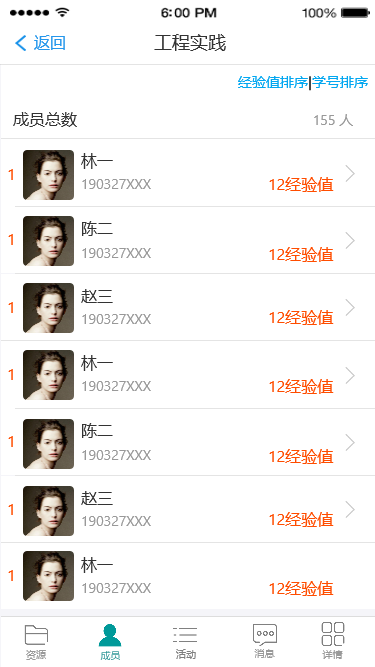 6:00 PM 100%
返回 工程实践
经验值排序|学号排序
成员总数 155 人
林一
1 190327XXX 12经验值
陈二
1 190327XXX 12经验值
赵三
1 190327XXX 12经验值
林一
1 190327XXX 12经验值
陈二
1 190327XXX 12经验值
赵三
1 190327XXX 12经验值
林一
1 190327XXX 12经验值
资源 成员 活动 消息 详情